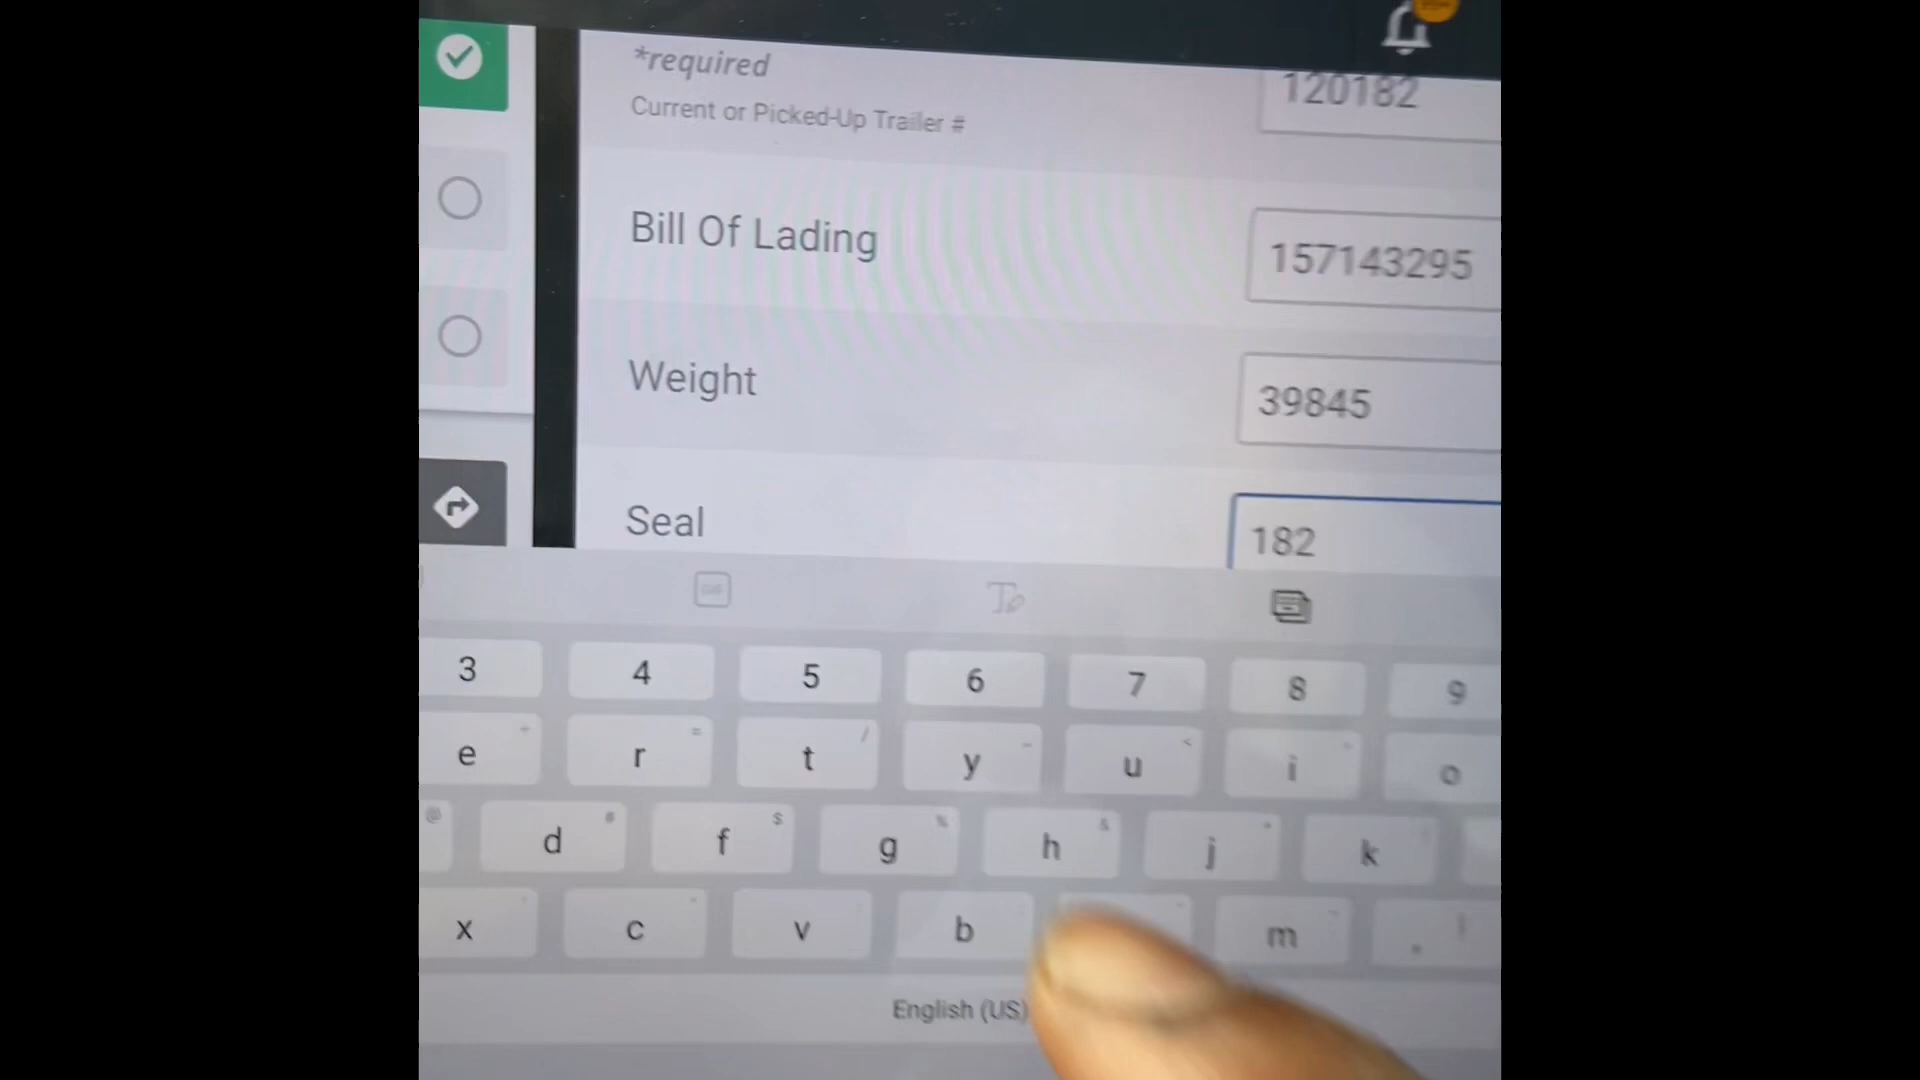 *required
120182
Current or Picked-Up Trailer #
Bill Of Lading
157143295
Weight
39845
Seal
182
3 4 5 6 7 8 9
e r t y u i o
@ d # f $ g % h & j k
x c v b m .
English (US)